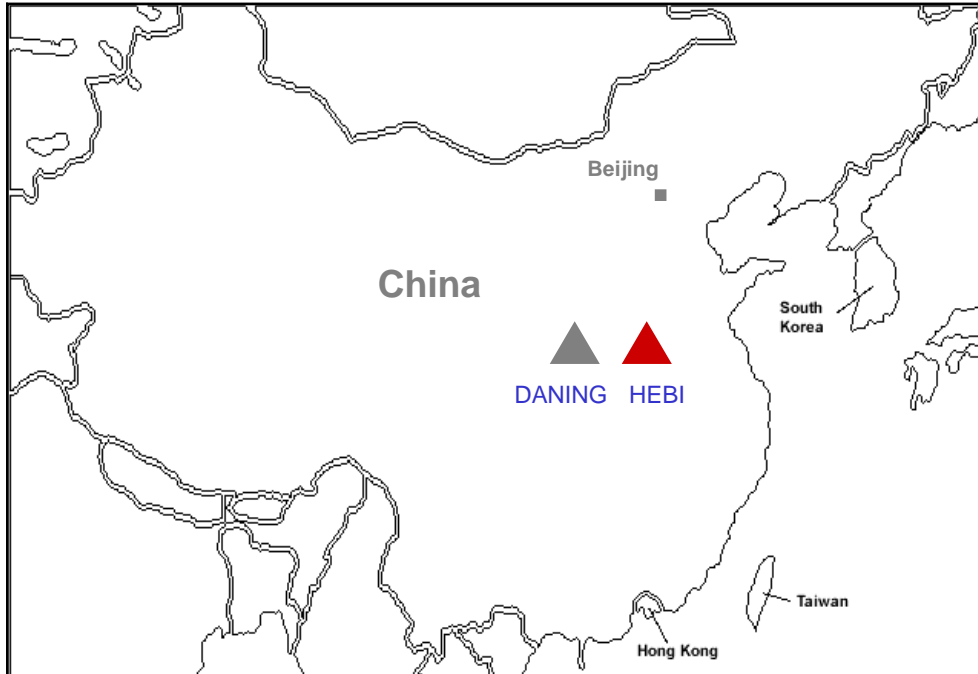 Beijing
China
South
Korea
DANING HEBI
Taiwan
Hong Kong